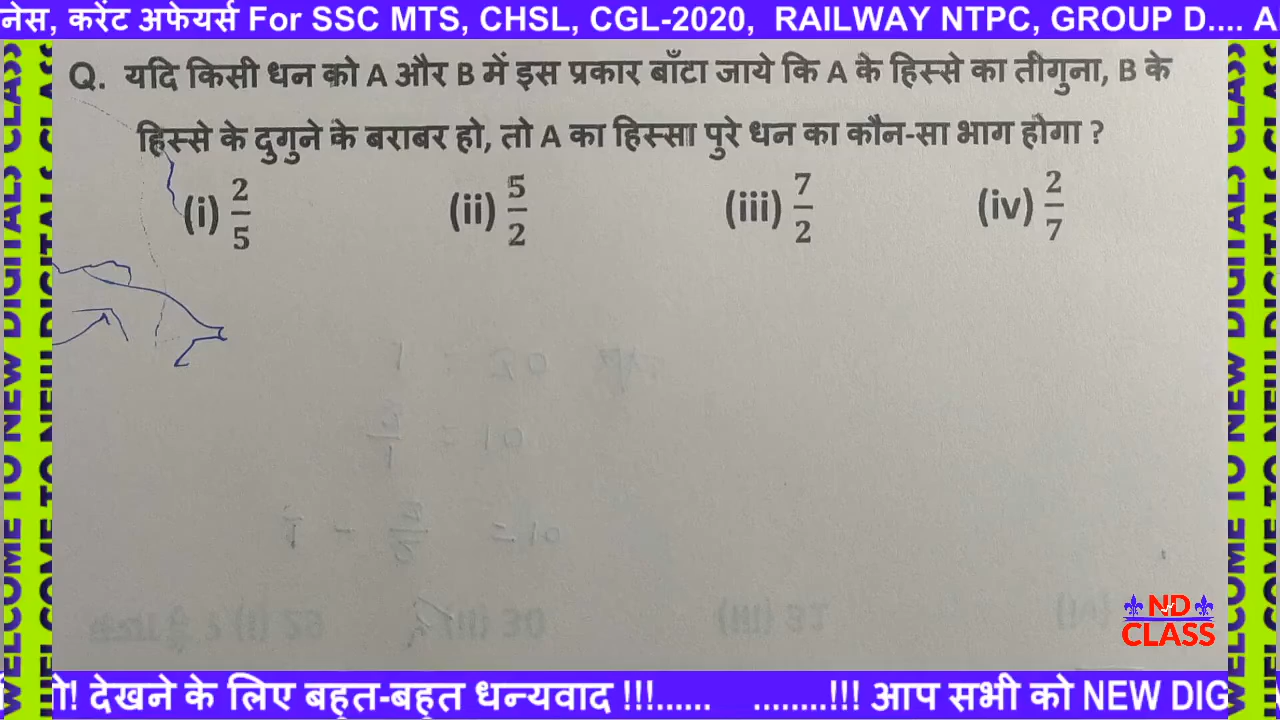 नेस, करेंट अफेयर्स For SSC MTS, CHSL, CGL-2020, RAILWAY NTPC, GROUP D.... A
Q. यदि किसी धन को A और B में इस प्रकार बाँटा जाये कि A के हिस्से का तीगुना, B के
हिस्से के दुगुने के बराबर हो, तो A का हिस्सा पुरे धन का कौन-सा भाग होगा ?
(i) 2/5 (ii) 5/2 (iii) 7/2 (iv) 2/7
ND
CLASS
WELCOME TO NEW DIGITALS CLASS
WELCOME TO NEW DIGITALS CLASS
ो! देखने के लिए बहुत-बहुत धन्यवाद !!!...... ........!!! आप सभी को NEW DIG